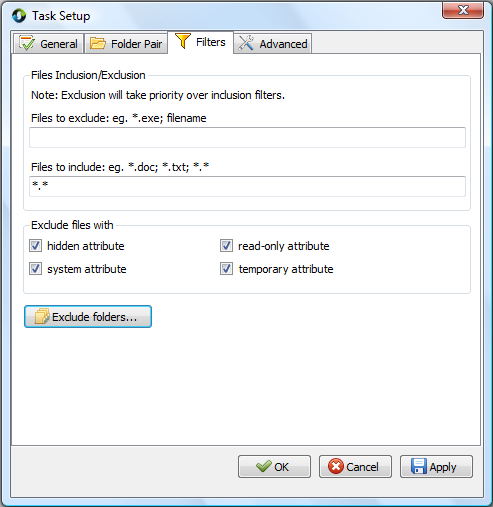 Task Setup
General Folder Pair Filters Advanced
Files Inclusion/Exclusion
Note: Exclusion will take priority over inclusion filters.
Files to exclude: eg. *.exe; filename
Files to include: eg. *.doc; *.txt; *.*
*.*
Exclude files with
hidden attribute read-only attribute
system attribute temporary attribute
Exclude folders...
OK Cancel Apply